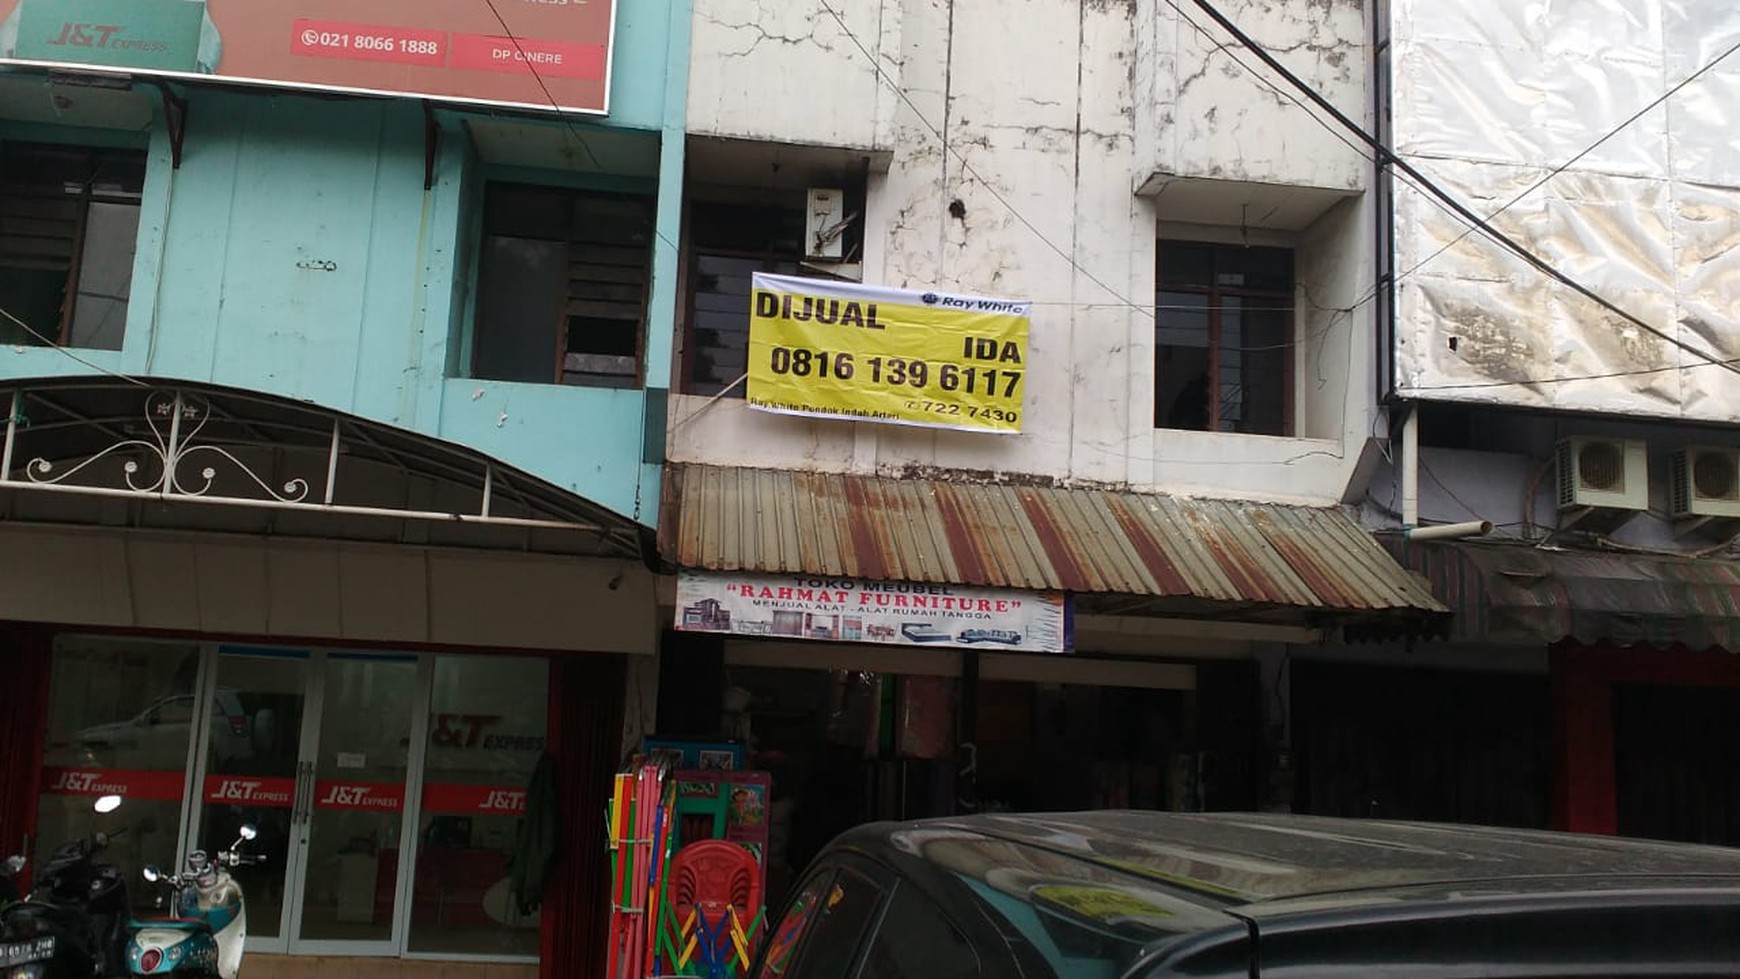 J&T EXPRESS
021 8066 1888
DP CINERE
DIJUAL
Ray White
IDA
0816 139 6117
Ray White Pondok Indah Arteri 722 7430
TOKO MEUBEL
"RAHMAT FURNITURE"
MENJUAL ALAT - ALAT RUMAH TANGGA
J&T EXPRESS
J&T EXPRESS
J&T EXPRESS
J&T EXPRESS
J&T